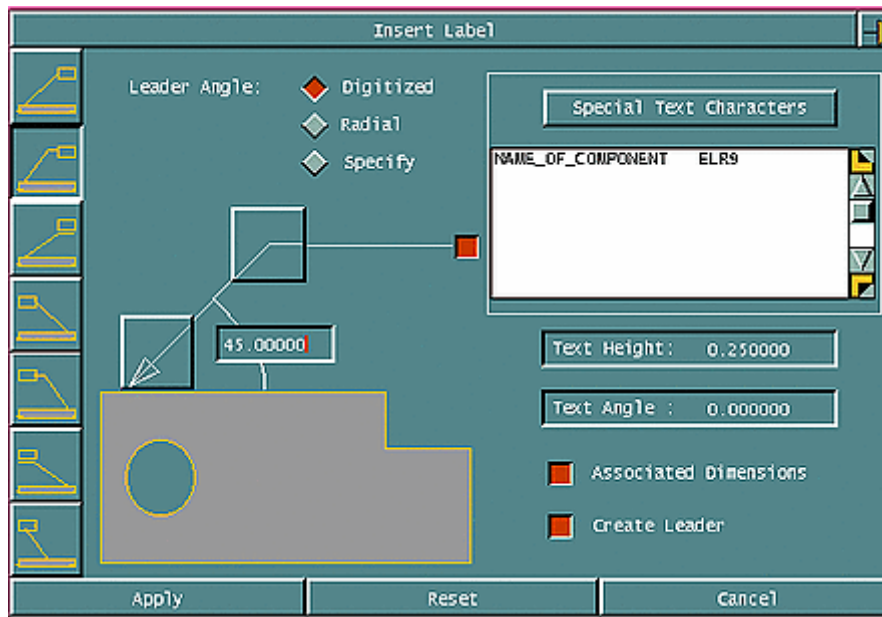 Insert Label
Leader Angle:
Digitized
Radial
Specify
Special Text Characters
NAME_OF_COMPONENT ELR9
45.00000
Text Height: 0.250000
Text Angle : 0.000000
Associated Dimensions
Create Leader
Apply
Reset
Cancel